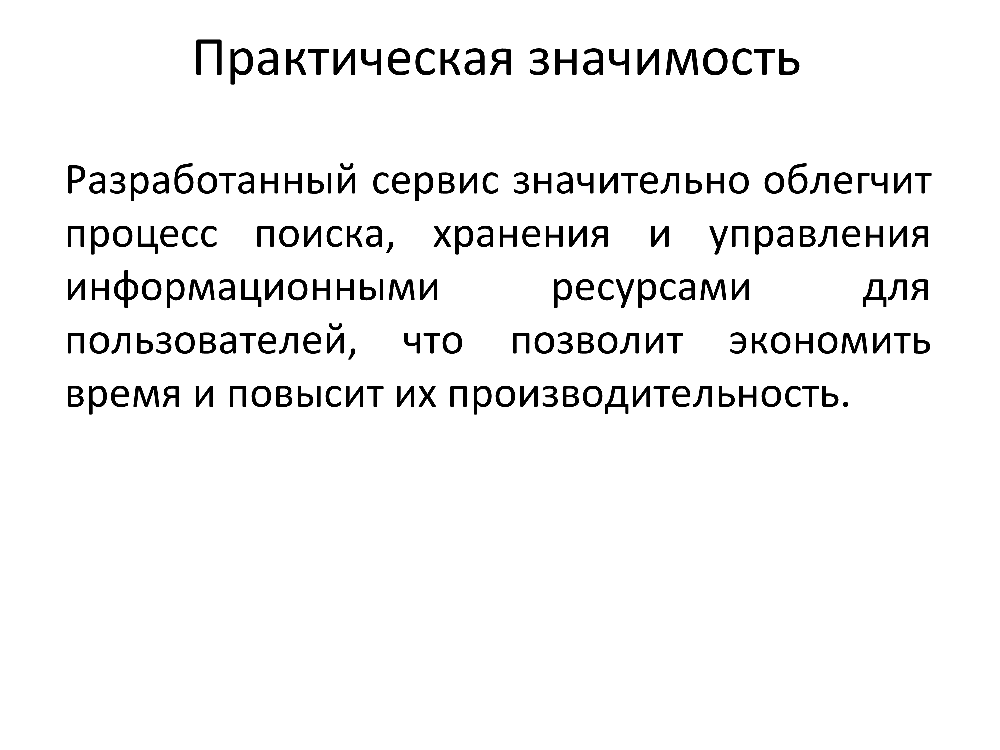 Практическая значимость
Разработанный сервис значительно облегчит
процесс поиска, хранения и управления
информационными ресурсами для
пользователей, что позволит экономить
время и повысит их производительность.